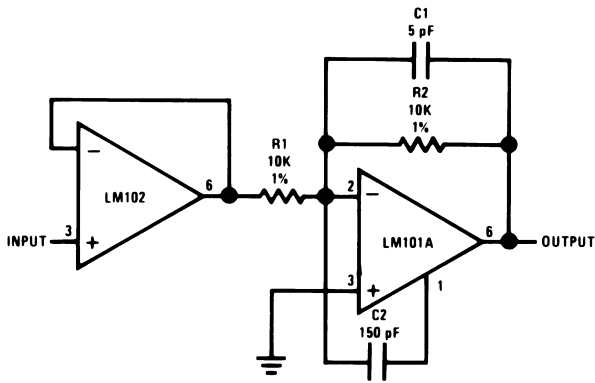 C1
5 pF
R2
10K
1%
R1
10K
1%
−
LM102
6
INPUT
3
+
2
−
LM101A
6
OUTPUT
3
+
1
C2
150 pF